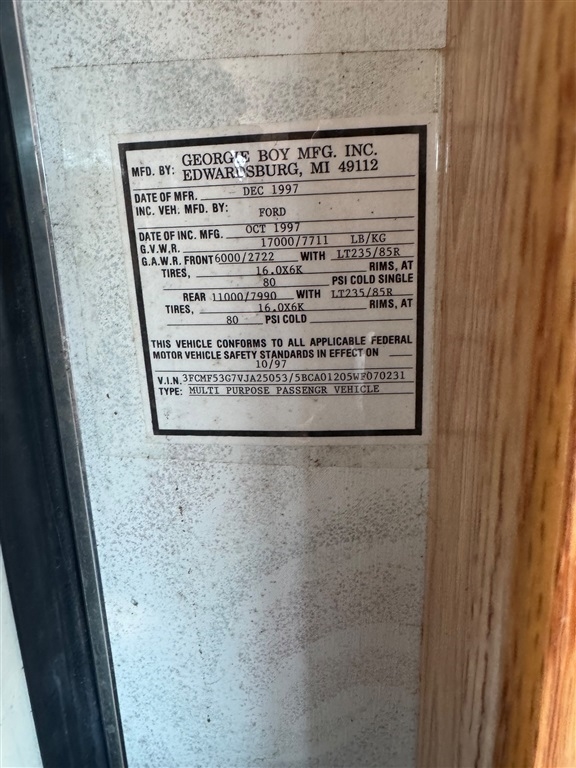 MFD. BY: GEORGIE BOY MFG. INC.
EDWARDSBURG, MI 49112
DATE OF MFR. DEC 1997
INC. VEH. MFD. BY: FORD
DATE OF INC. MFG. OCT 1997
G.V.W.R. 17000/7711 LB/KG
G.A.W.R. FRONT 6000/2722 WITH LT235/85R
TIRES, 16.0X6K RIMS, AT
80 PSI COLD SINGLE
REAR 11000/7990 WITH LT235/85R
TIRES, 16.0X6K RIMS, AT
80 PSI COLD
THIS VEHICLE CONFORMS TO ALL APPLICABLE FEDERAL
MOTOR VEHICLE SAFETY STANDARDS IN EFFECT ON
10/97
V.I.N. 3FCMF53G7VJA25053/5BCA01205WF070231
TYPE: MULTI PURPOSE PASSENGR VEHICLE